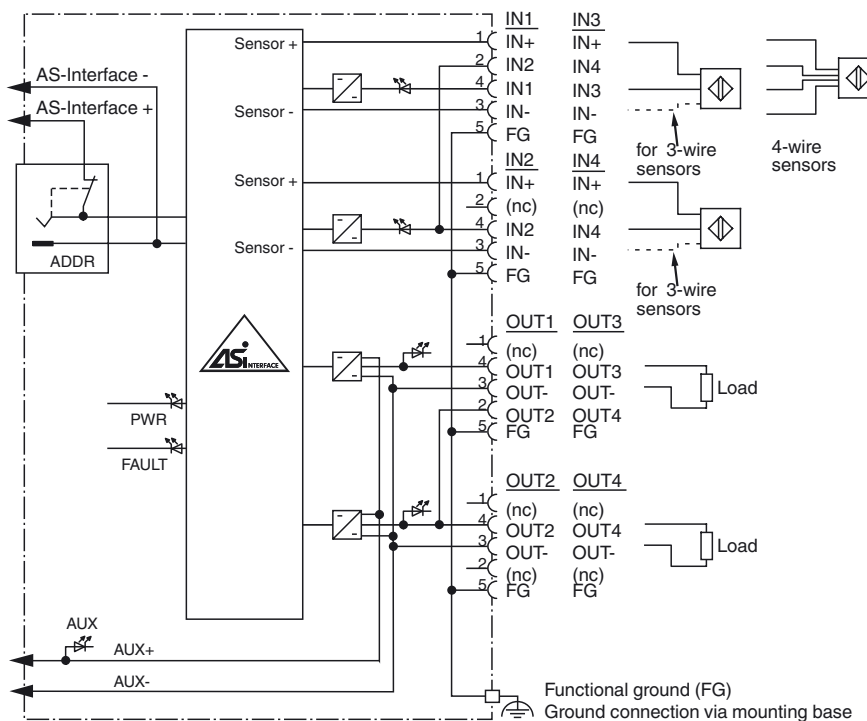 IN1 IN3
Sensor + 1 IN+ IN+
2 IN2 IN4
4 IN1 IN3
Sensor - 3 IN- IN-
5 FG FG
AS-Interface -
AS-Interface +
for 3-wire
sensors
4-wire
sensors
IN2 IN4
Sensor + 1 IN+ IN+
2 (nc) (nc)
4 IN2 IN4
Sensor - 3 IN- IN-
5 FG FG
for 3-wire
sensors
ADDR
ASi INTERFACE
OUT1 OUT3
1 (nc) (nc)
4 OUT1 OUT3
3 OUT- OUT-
2 OUT2 OUT4
5 FG FG
Load
PWR
FAULT
OUT2 OUT4
1 (nc) (nc)
4 OUT2 OUT4
3 OUT- OUT-
2 (nc) (nc)
5 FG FG
Load
AUX
AUX+
AUX-
Functional ground (FG)
Ground connection via mounting base